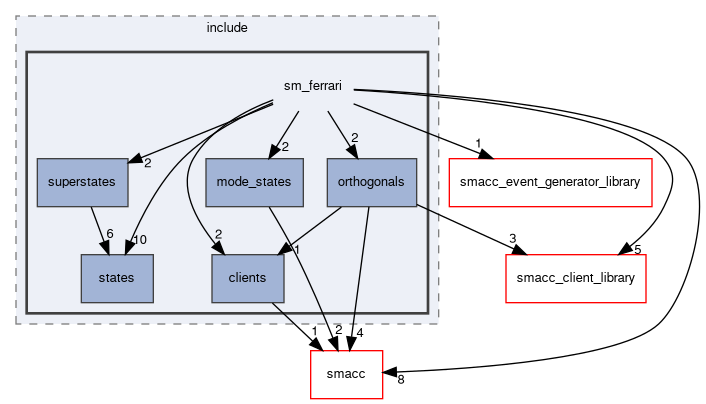 include
sm_ferrari
2
2
2
1
superstates
mode_states
orthogonals
smacc_event_generator_library
6
10
2
1
3
5
states
clients
smacc_client_library
1
2
4
smacc
8